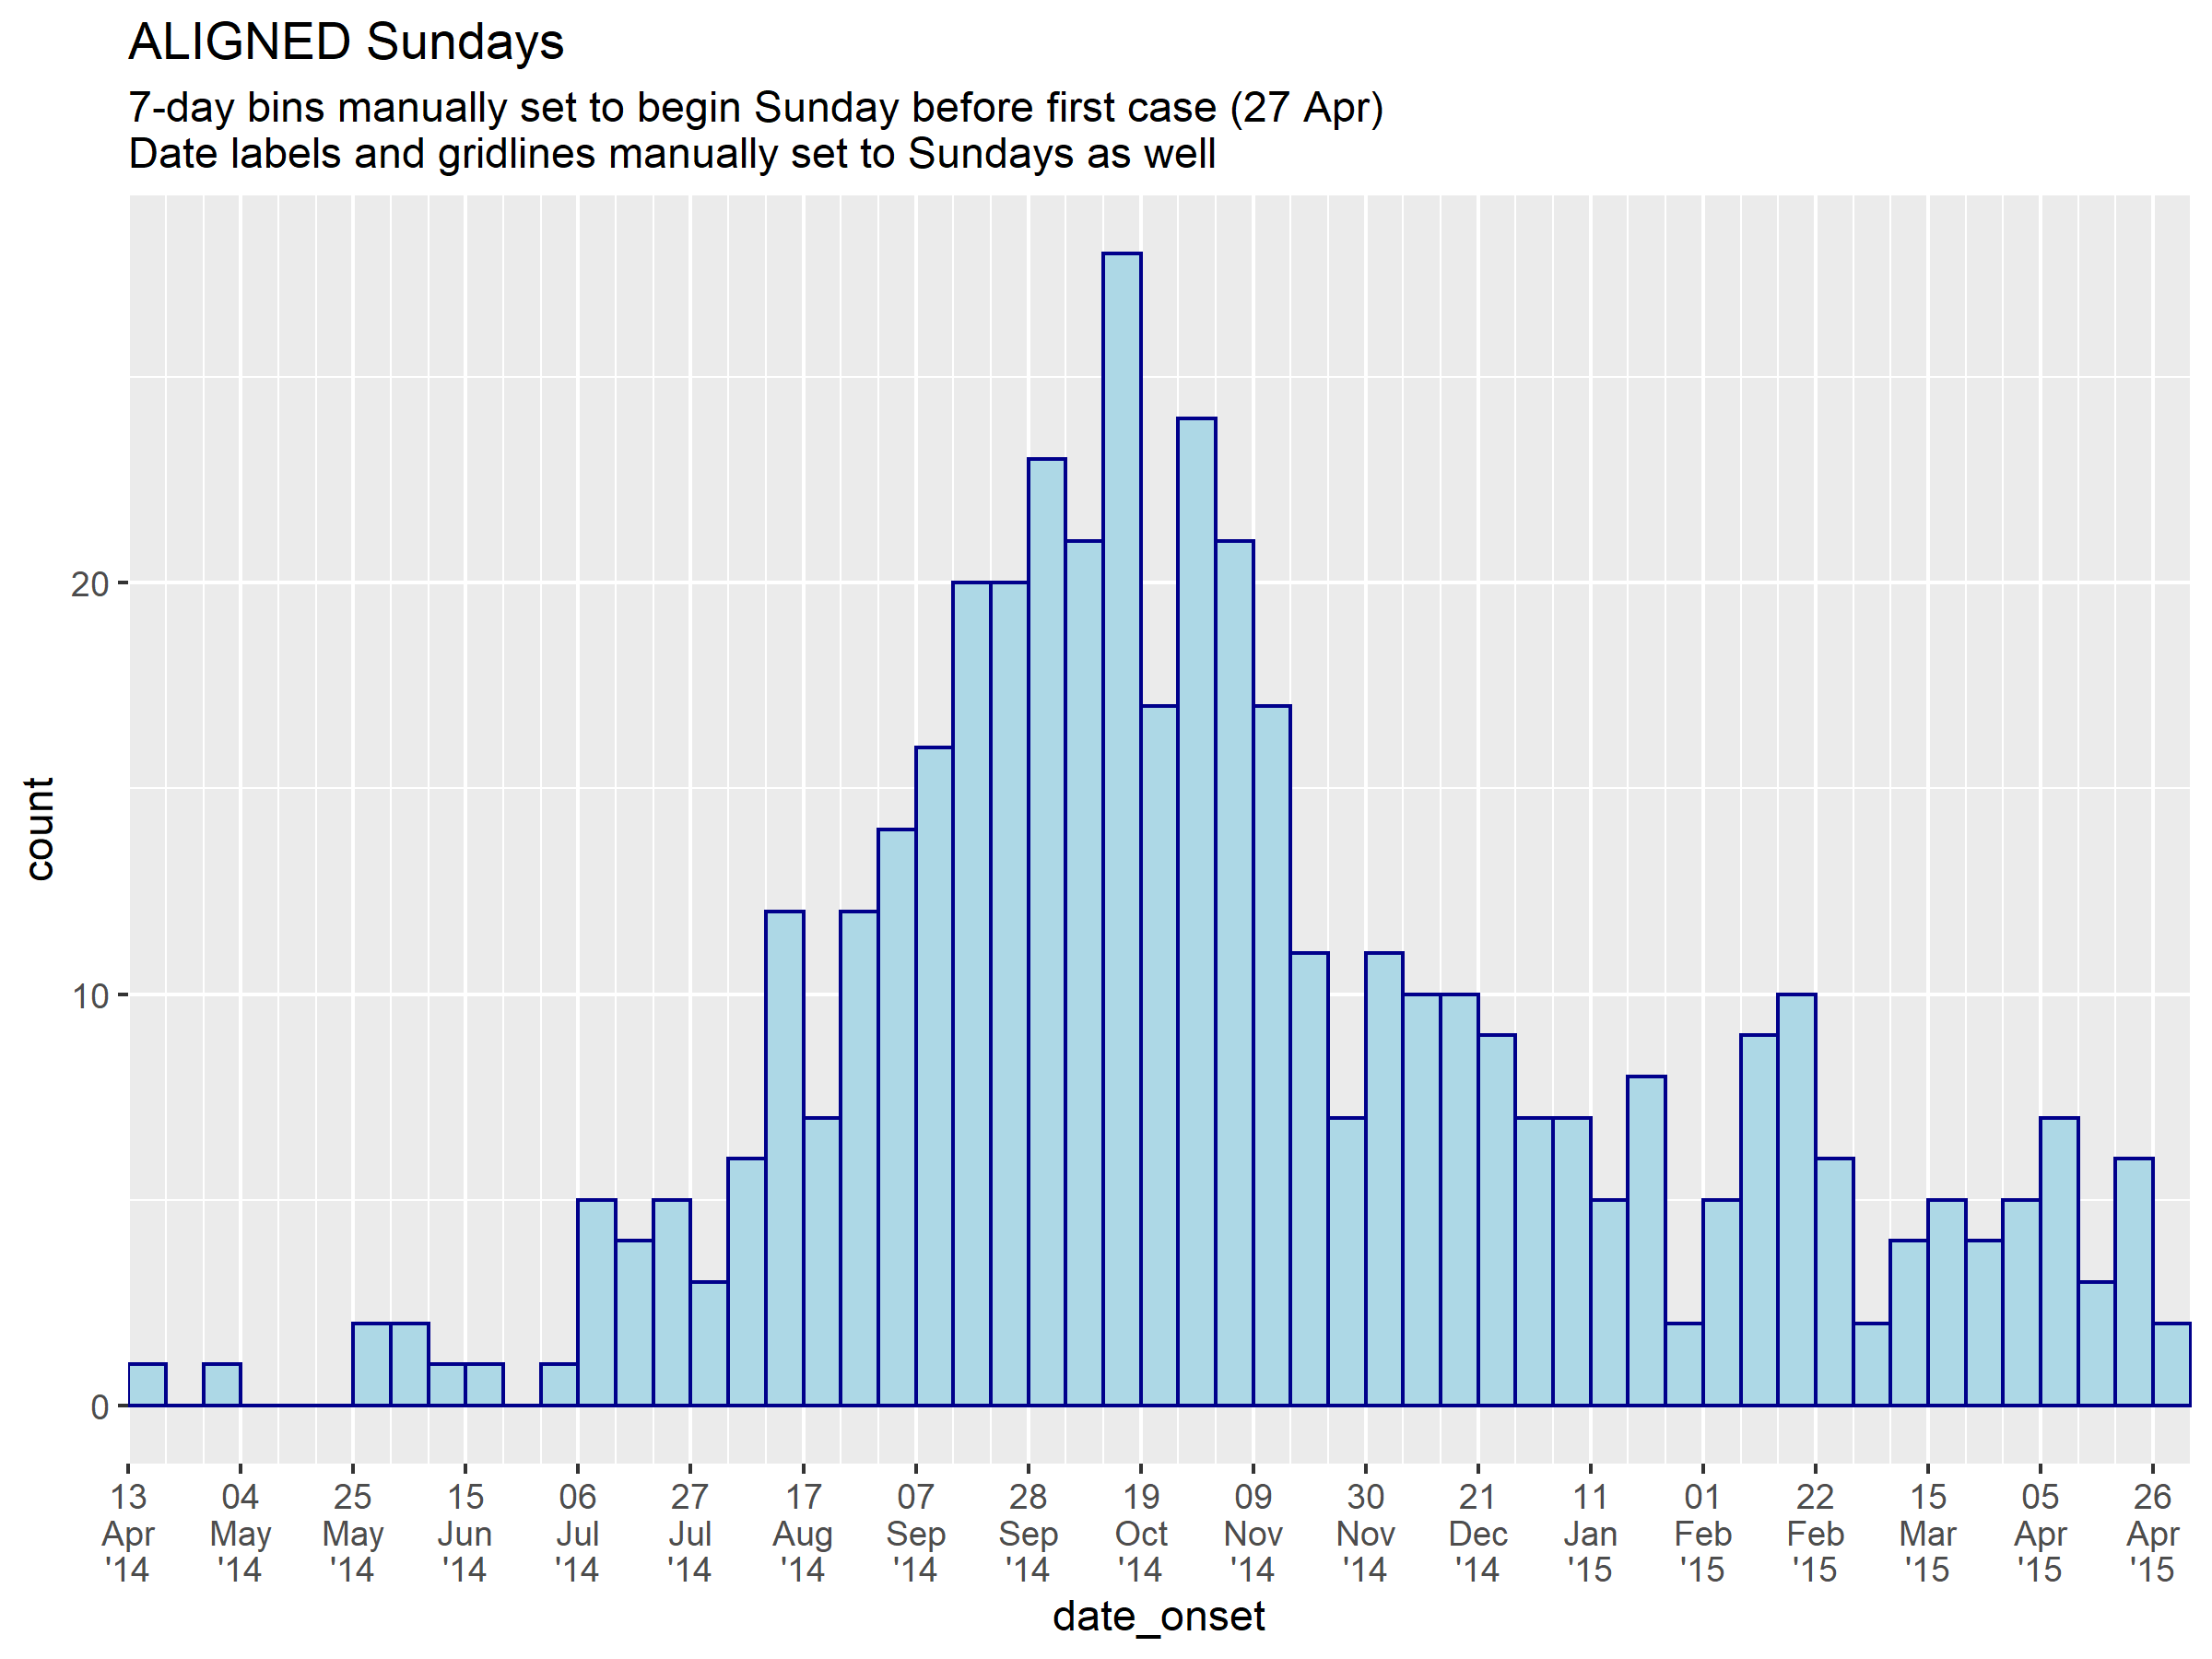 ALIGNED Sundays
7-day bins manually set to begin Sunday before first case (27 Apr)
Date labels and gridlines manually set to Sundays as well
count
20
10
0
13 04 25 15 06 27 17 07 28 19 09 30 21 11 01 22 15 05 26
Apr May May Jun Jul Jul Aug Sep Sep Oct Nov Nov Dec Jan Feb Feb Mar Apr Apr
'14 '14 '14 '14 '14 '14 '14 '14 '14 '14 '14 '14 '14 '15 '15 '15 '15 '15 '15
date_onset